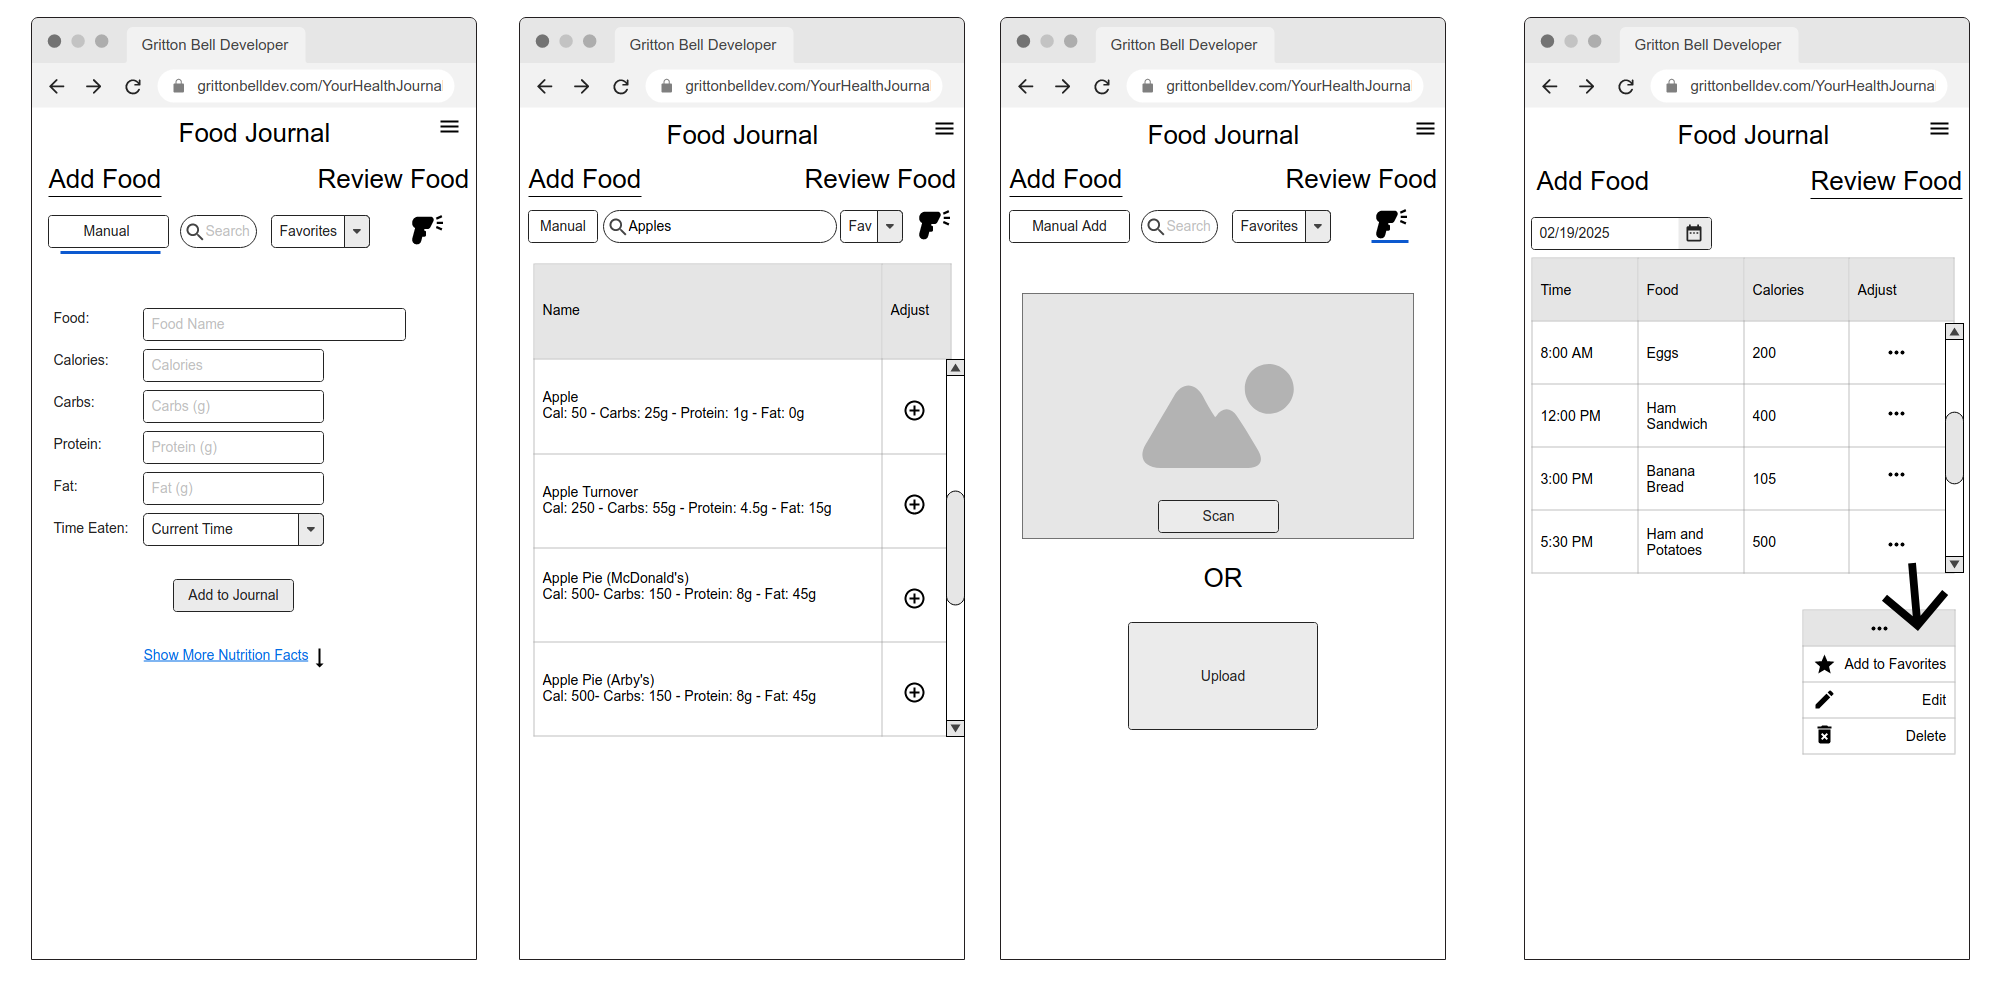 Gritton Bell Developer
grittonbelldev.com/YourHealthJourna
Food Journal
Add Food
Review Food
Manual
Search
Favorites
Food:
Food Name
Calories:
Calories
Carbs:
Carbs (g)
Protein:
Protein (g)
Fat:
Fat (g)
Time Eaten:
Current Time
Add to Journal
Show More Nutrition Facts
Gritton Bell Developer
grittonbelldev.com/YourHealthJourna
Food Journal
Add Food
Review Food
Manual
Apples
Fav
Name
Adjust
Apple
Cal: 50 - Carbs: 25g - Protein: 1g - Fat: 0g
Apple Turnover
Cal: 250 - Carbs: 55g - Protein: 4.5g - Fat: 15g
Apple Pie (McDonald's)
Cal: 500- Carbs: 150 - Protein: 8g - Fat: 45g
Apple Pie (Arby's)
Cal: 500- Carbs: 150 - Protein: 8g - Fat: 45g
Gritton Bell Developer
grittonbelldev.com/YourHealthJourna
Food Journal
Add Food
Review Food
Manual Add
Search
Favorites
Scan
OR
Upload
Gritton Bell Developer
grittonbelldev.com/YourHealthJourna
Food Journal
Add Food
Review Food
02/19/2025
Time
Food
Calories
Adjust
8:00 AM
Eggs
200
12:00 PM
Ham
Sandwich
400
3:00 PM
Banana
Bread
105
5:30 PM
Ham and
Potatoes
500
Add to Favorites
Edit
Delete